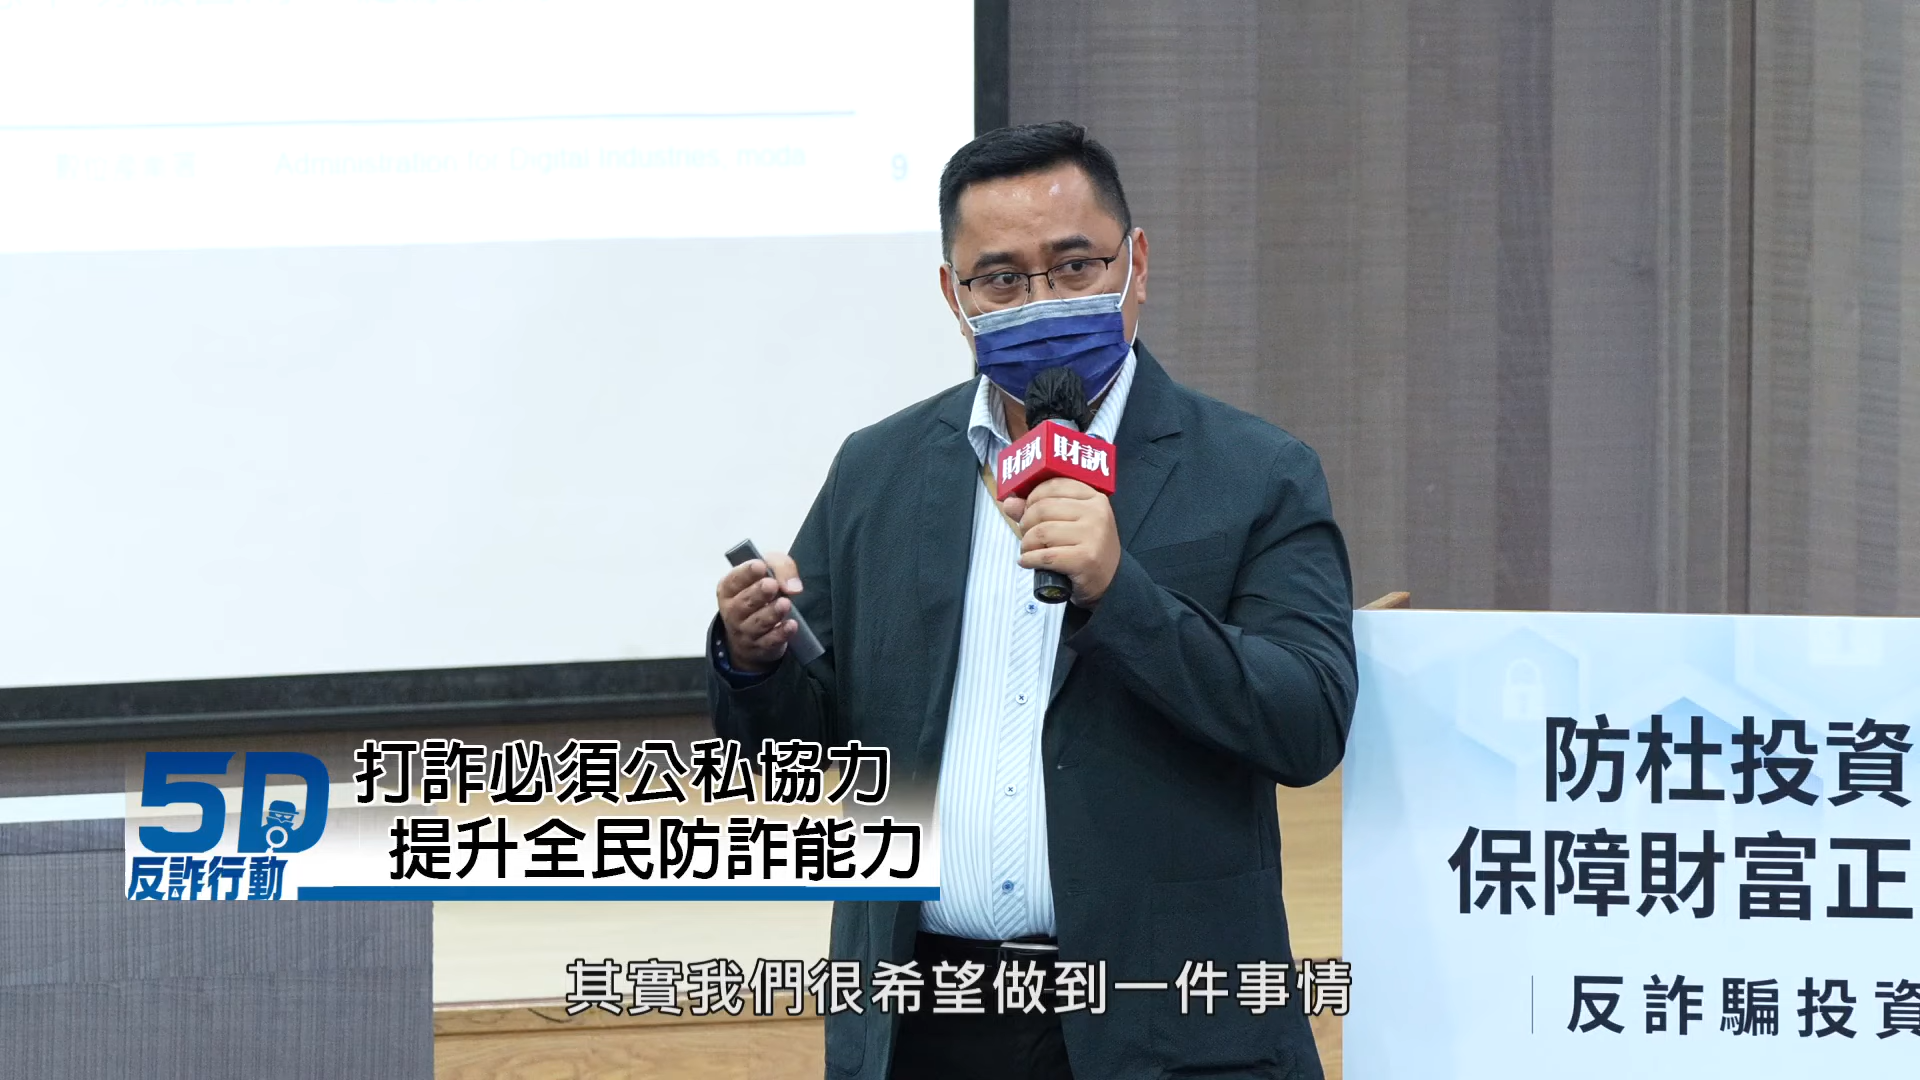 數位產業署 Administration for Digital Industries, moda 9
財訊 財訊
防杜投資
保障財富正
反詐騙投資
5D
反詐行動
打詐必須公私協力
提升全民防詐能力
其實我們很希望做到一件事情